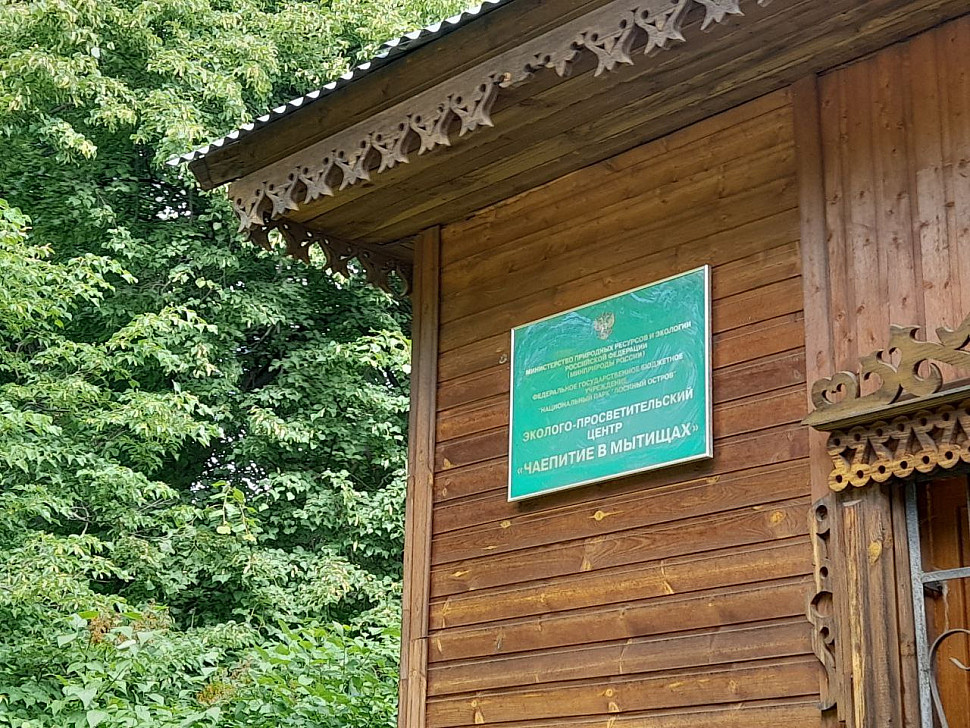 МИНИСТЕРСТВО ПРИРОДНЫХ РЕСУРСОВ И ЭКОЛОГИИ
РОССИЙСКОЙ ФЕДЕРАЦИИ
(МИНПРИРОДЫ РОССИИ)
ФЕДЕРАЛЬНОЕ ГОСУДАРСТВЕННОЕ БЮДЖЕТНОЕ
УЧРЕЖДЕНИЕ
"НАЦИОНАЛЬНЫЙ ПАРК "ЛОСИНЫЙ ОСТРОВ"
ЭКОЛОГО-ПРОСВЕТИТЕЛЬСКИЙ
ЦЕНТР
«ЧАЕПИТИЕ В МЫТИЩАХ»